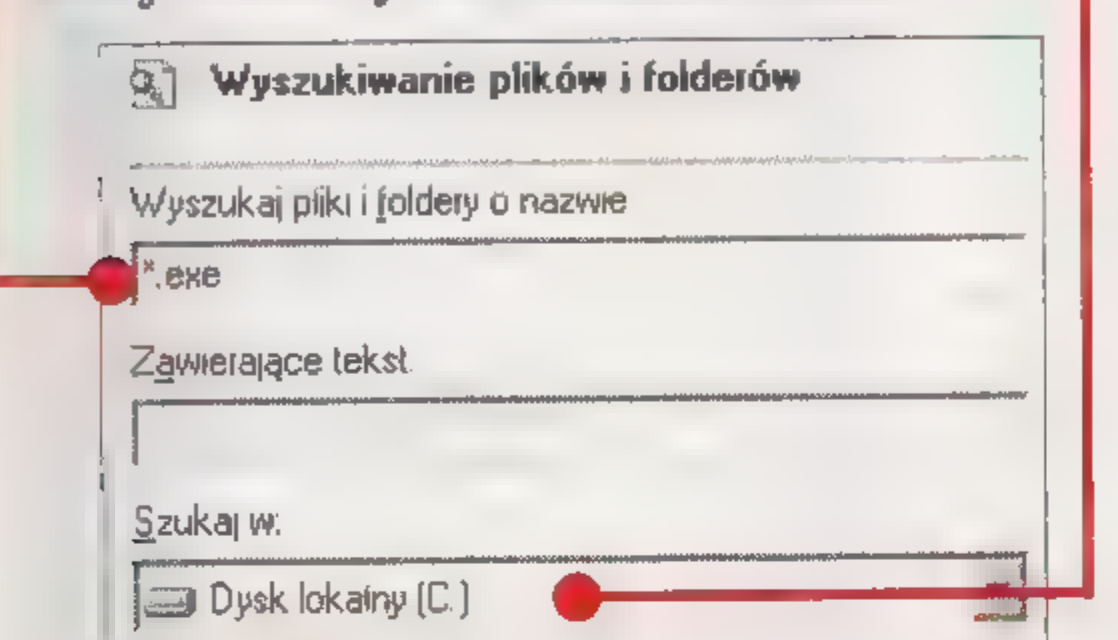 Wyszukiwanie plików i folderów
Wyszukaj pliki i foldery o nazwie
*.exe
Zawierające tekst:
Szukaj w:
Dysk lokalny (C:)